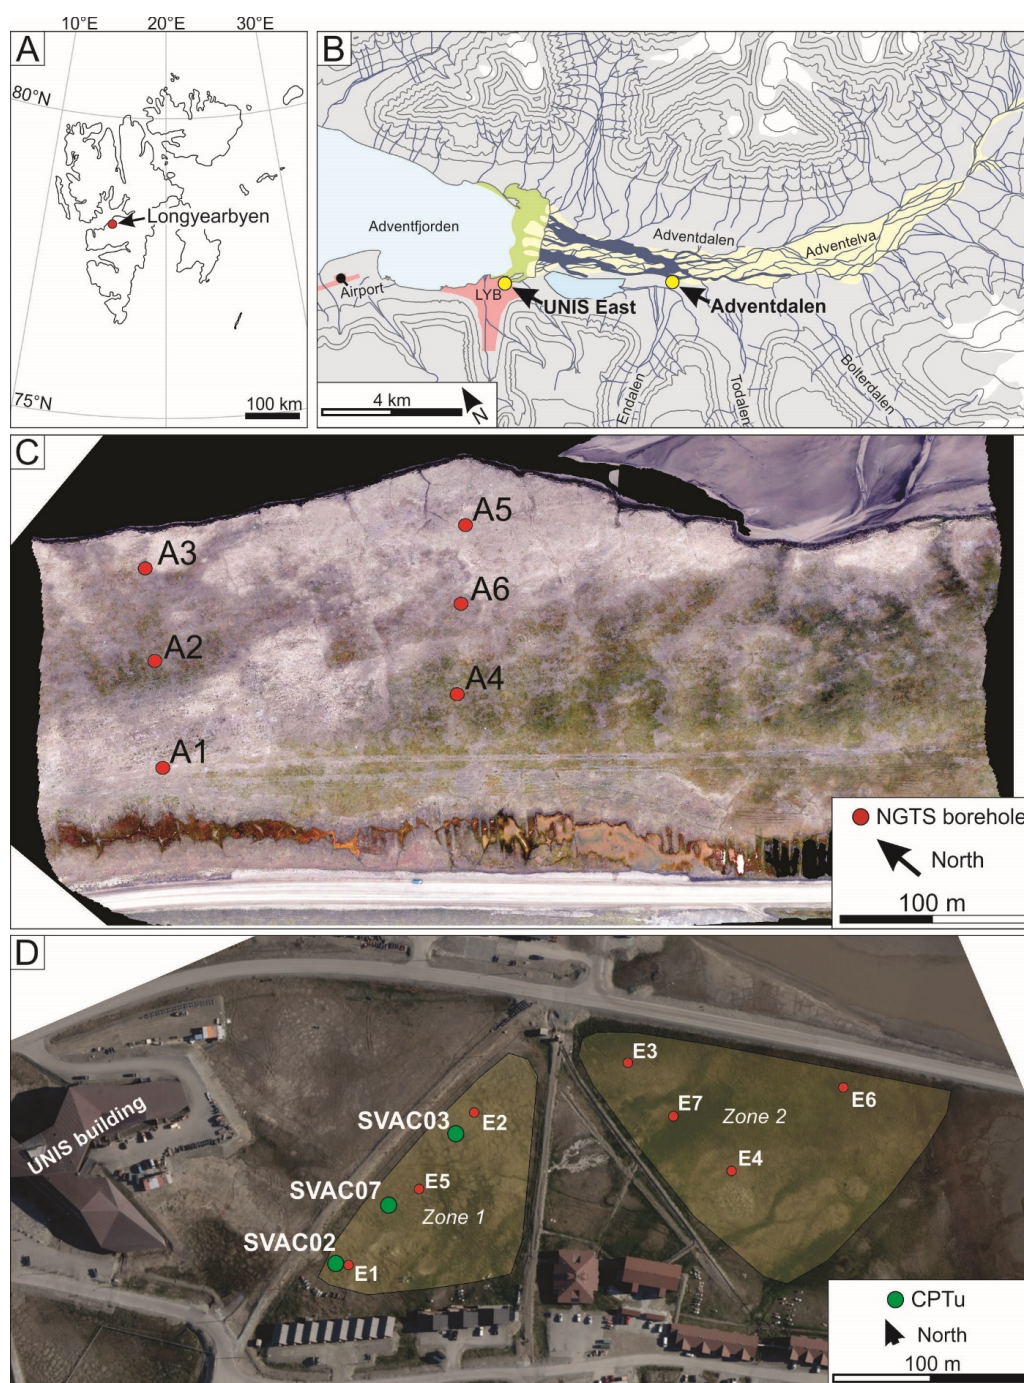 10°E 20°E 30°E
A
80°N
Longyearbyen
75°N
100 km
B
Adventfjorden
Adventdalen
Adventelva
Airport
LYB
UNIS East
Adventdalen
Endalen
Todalen
Bolterdalen
4 km
N
C
A5
A3
A6
A2
A4
A1
NGTS borehole
North
100 m
D
UNIS building
E3
E6
E7
Zone 2
E2
SVAC03
E4
SVAC07
E5
Zone 1
SVAC02
E1
CPTu
North
100 m